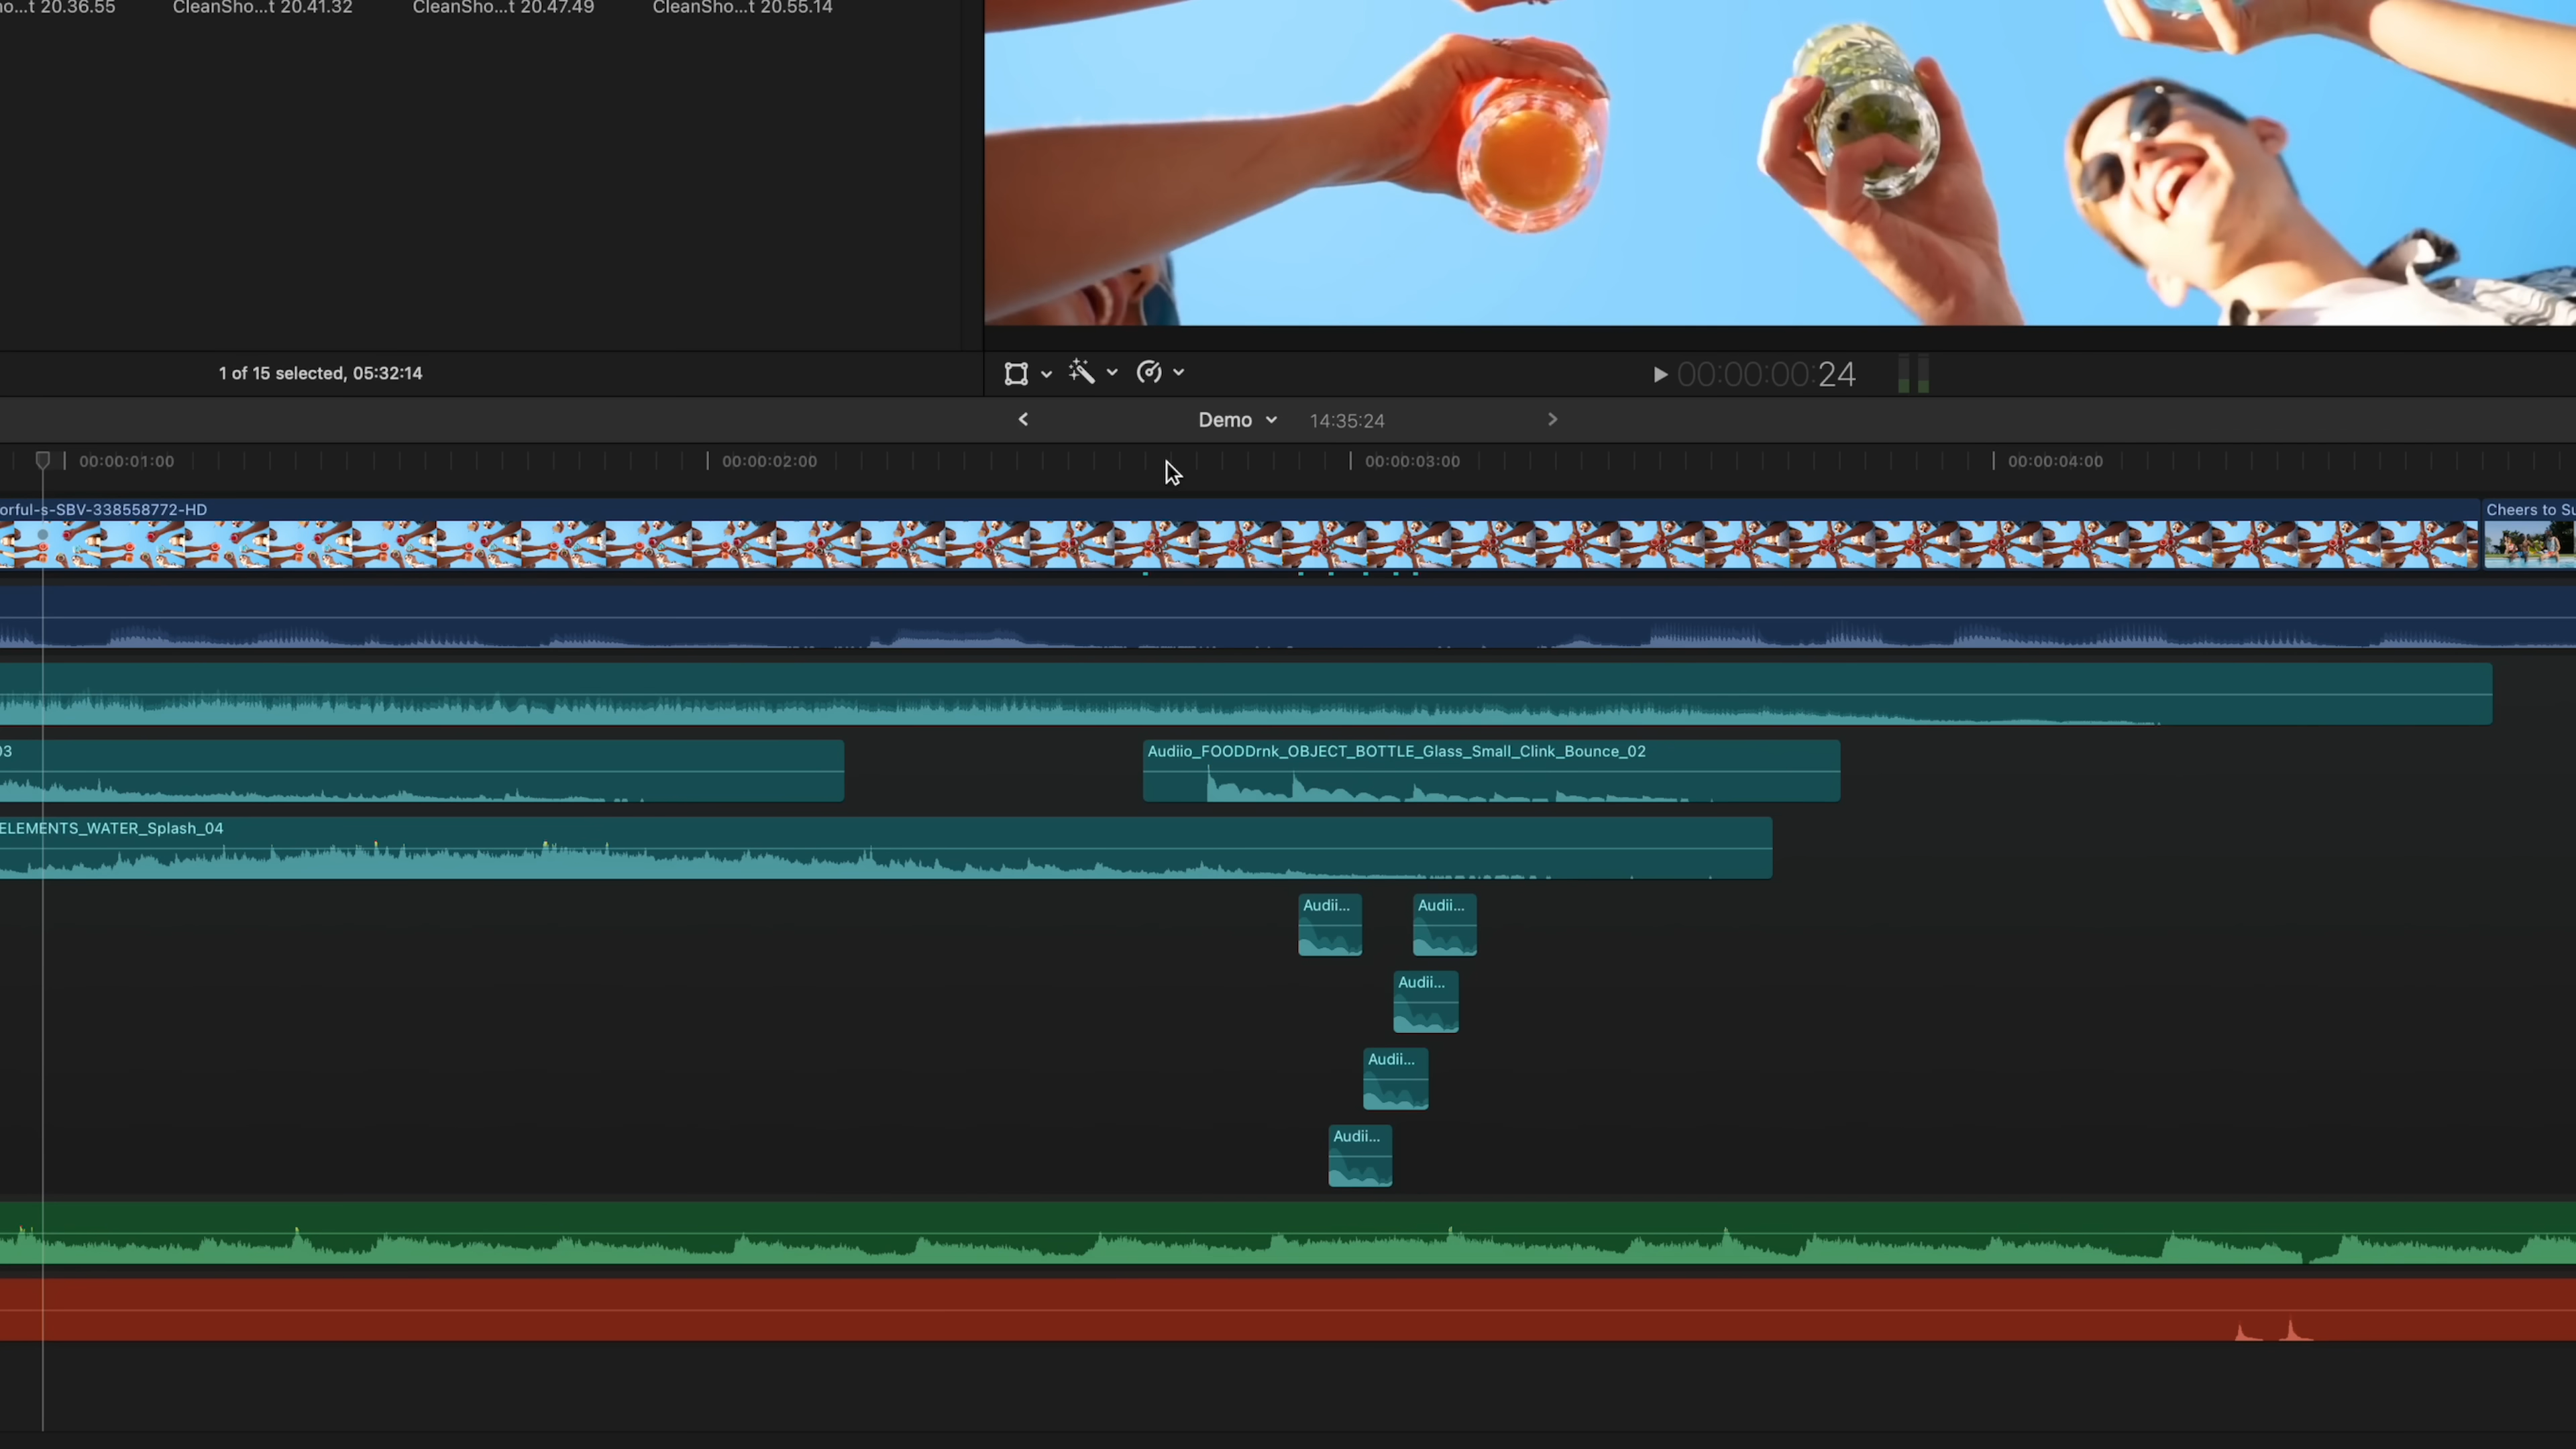 o...t 20.36.55 CleanSho...t 20.41.32 CleanSho...t 20.47.49 CleanSho...t 20.55.14
1 of 15 selected, 05:32:14
00:00:00:24
Demo 14:35:24
00:00:01:00 00:00:02:00 00:00:03:00 00:00:04:00
orful-s-SBV-338558772-HD
Cheers to Su
03
Audiio_FOODDrnk_OBJECT_BOTTLE_Glass_Small_Clink_Bounce_02
ELEMENTS_WATER_Splash_04
Audii... Audii...
Audii...
Audii...
Audii...